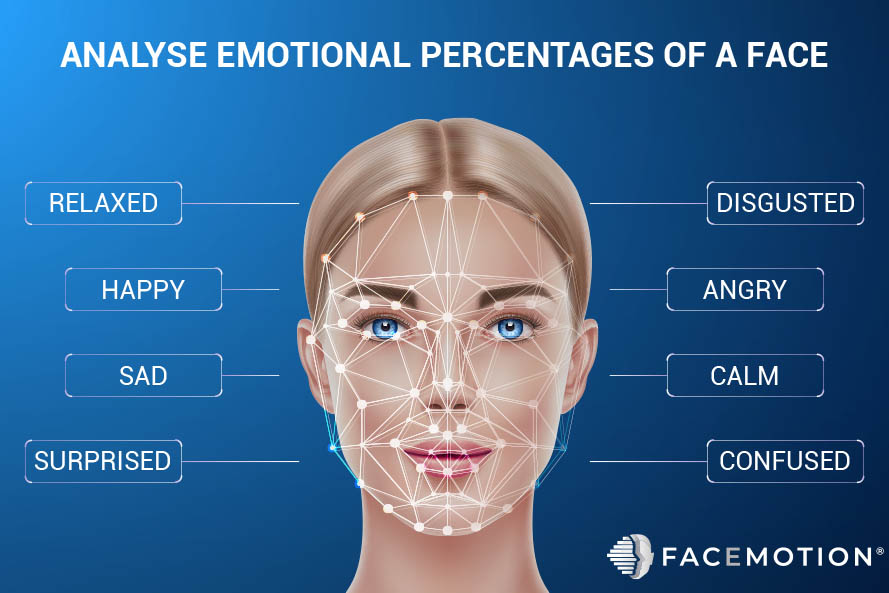 ANALYSE EMOTIONAL PERCENTAGES OF A FACE
RELAXED
DISGUSTED
HAPPY
ANGRY
SAD
CALM
SURPRISED
CONFUSED
FACEMOTION®